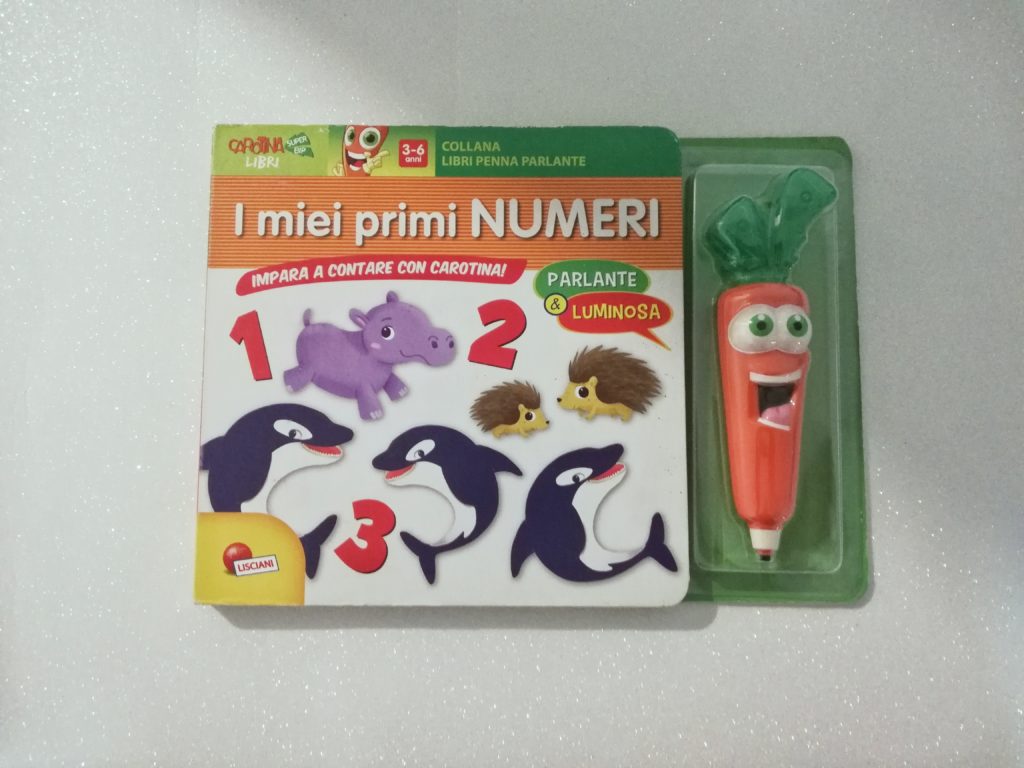 CAROTINA
LIBRI
SUPER
3-6
anni
COLLANA
LIBRI PENNA PARLANTE
I miei primi NUMERI
IMPARA A CONTARE CON CAROTINA!
PARLANTE
&
LUMINOSA
1
2
3
LISCIANI